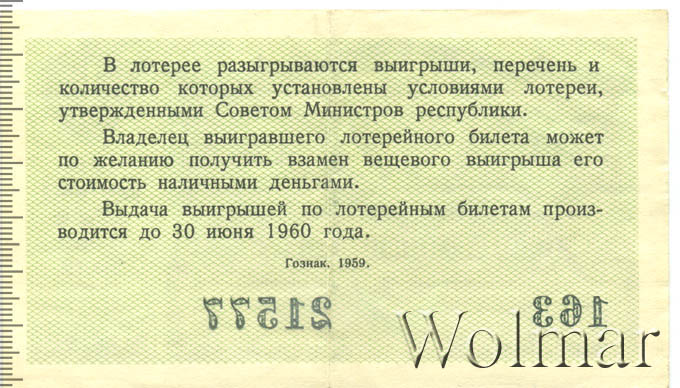 В лотерее разыгрываются выигрыши, перечень и
количество которых установлены условиями лотереи,
утвержденными Советом Министров республики.
Владелец выигравшего лотерейного билета может
по желанию получить взамен вещевого выигрыша его
стоимость наличными деньгами.
Выдача выигрышей по лотерейным билетам произ-
водится до 30 июня 1960 года.
Гознак. 1959.
163 21577
Wolmar